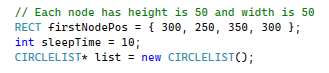 // Each node has height is 50 and width is 50
RECT firstNodePos = { 300, 250, 350, 300 };
int sleepTime = 10;
CIRCLELIST* list = new CIRCLELIST();